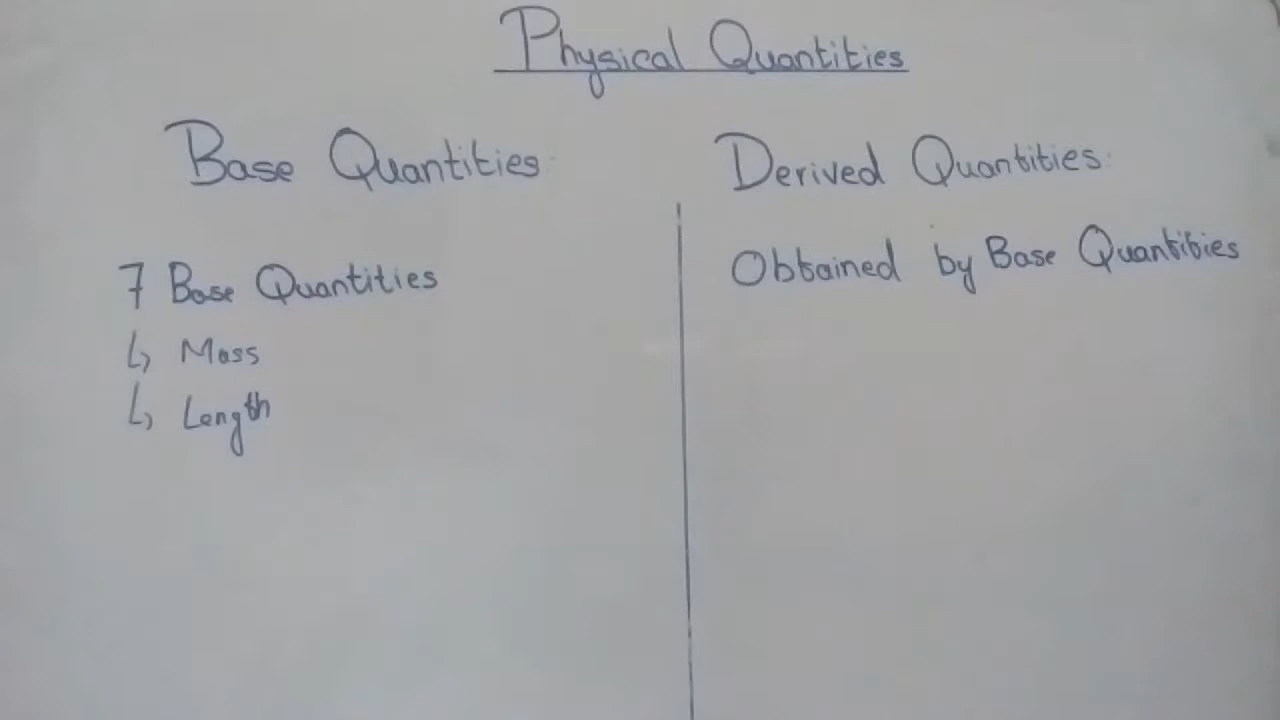 Physical Quantities
Base Quantities
7 Base Quantities
↳ Mass
↳ Length
Derived Quantities
Obtained by Base Quantities